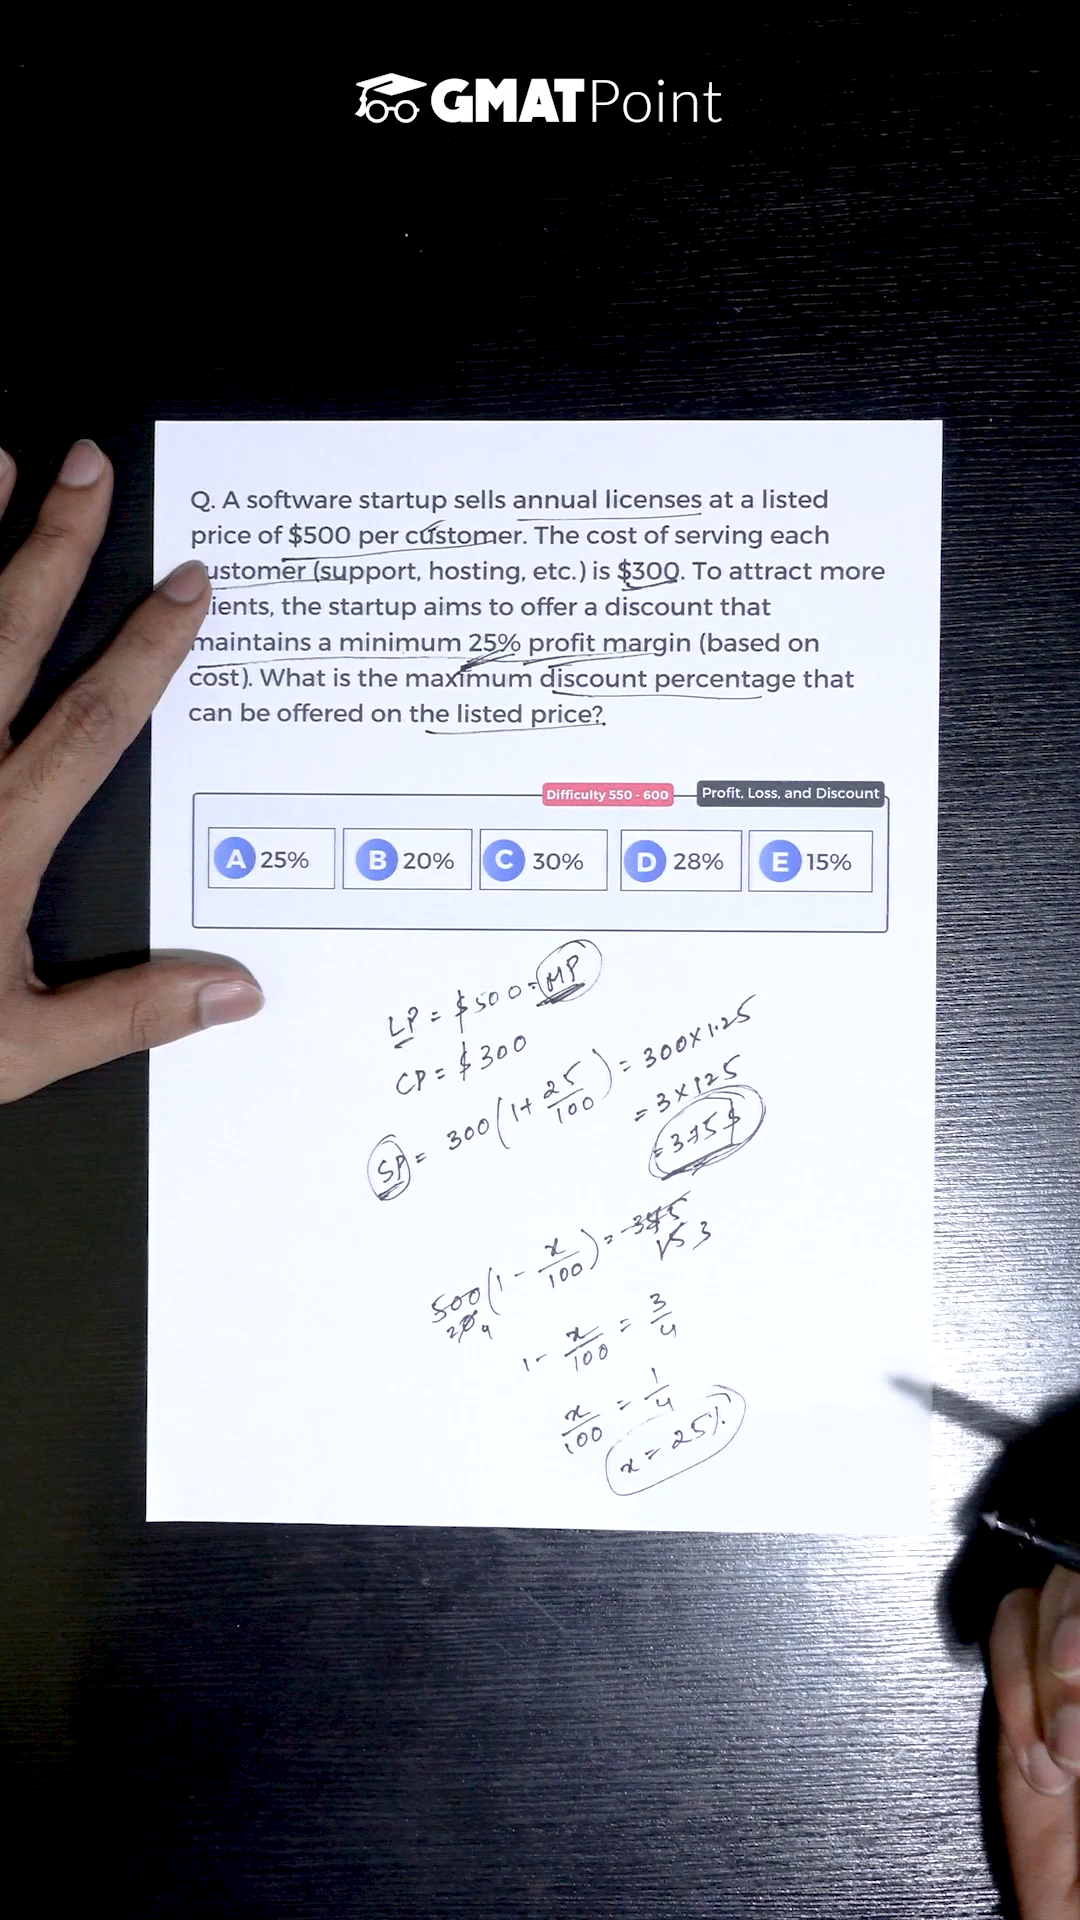 GMATPoint
Q. A software startup sells annual licenses at a listed
price of $500 per customer. The cost of serving each
ustomer (support, hosting, etc.) is $300. To attract more
ients, the startup aims to offer a discount that
maintains a minimum 25% profit margin (based on
cost). What is the maximum discount percentage that
can be offered on the listed price?
Difficulty 550 - 600 Profit, Loss, and Discount
A 25% B 20% C 30% D 28% E 15%
LP = $500 = MP
CP = $300
SP = 300(1+25/100) = 300×1.25
= 3×125
= 375$
500(1-x/100) = 375
20 4 15 3
1-x/100 = 3/4
x/100 = 1/4
x = 25%